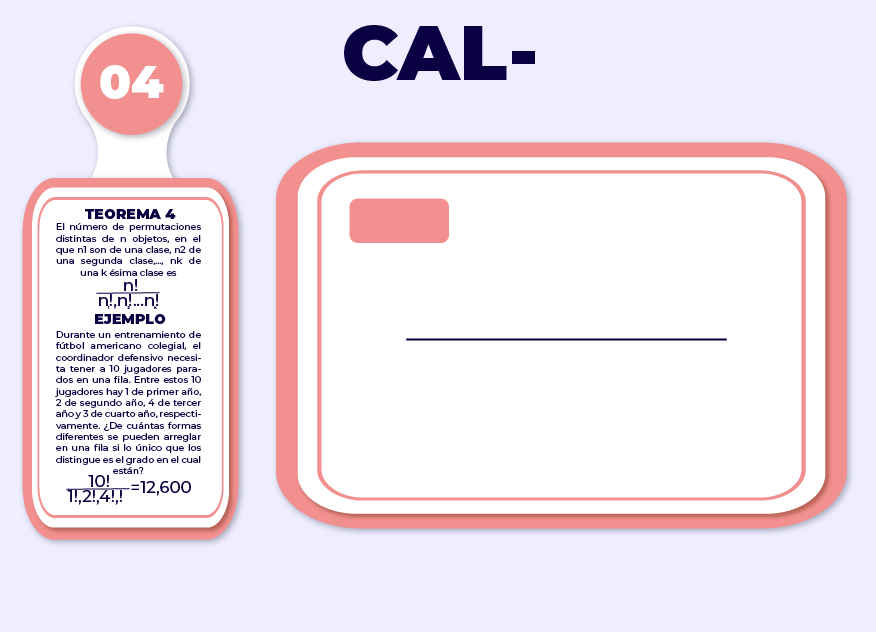 CAL-
04
TEOREMA 4
El número de permutaciones
distintas de n objetos, en el
que n1 son de una clase, n2 de
una segunda clase,..., nk de
una k ésima clase es
n!
n!,n!...n!
EJEMPLO
Durante un entrenamiento de
fútbol americano colegial, el
coordinador defensivo necesi-
ta tener a 10 jugadores para-
dos en una fila. Entre estos 10
jugadores hay 1 de primer año,
2 de segundo año, 4 de tercer
año y 3 de cuarto año, respecti-
vamente. ¿De cuántas formas
diferentes se pueden arreglar
en una fila si lo único que los
distingue es el grado en el cual
están?
10!
1!,2!,4!,! =12,600